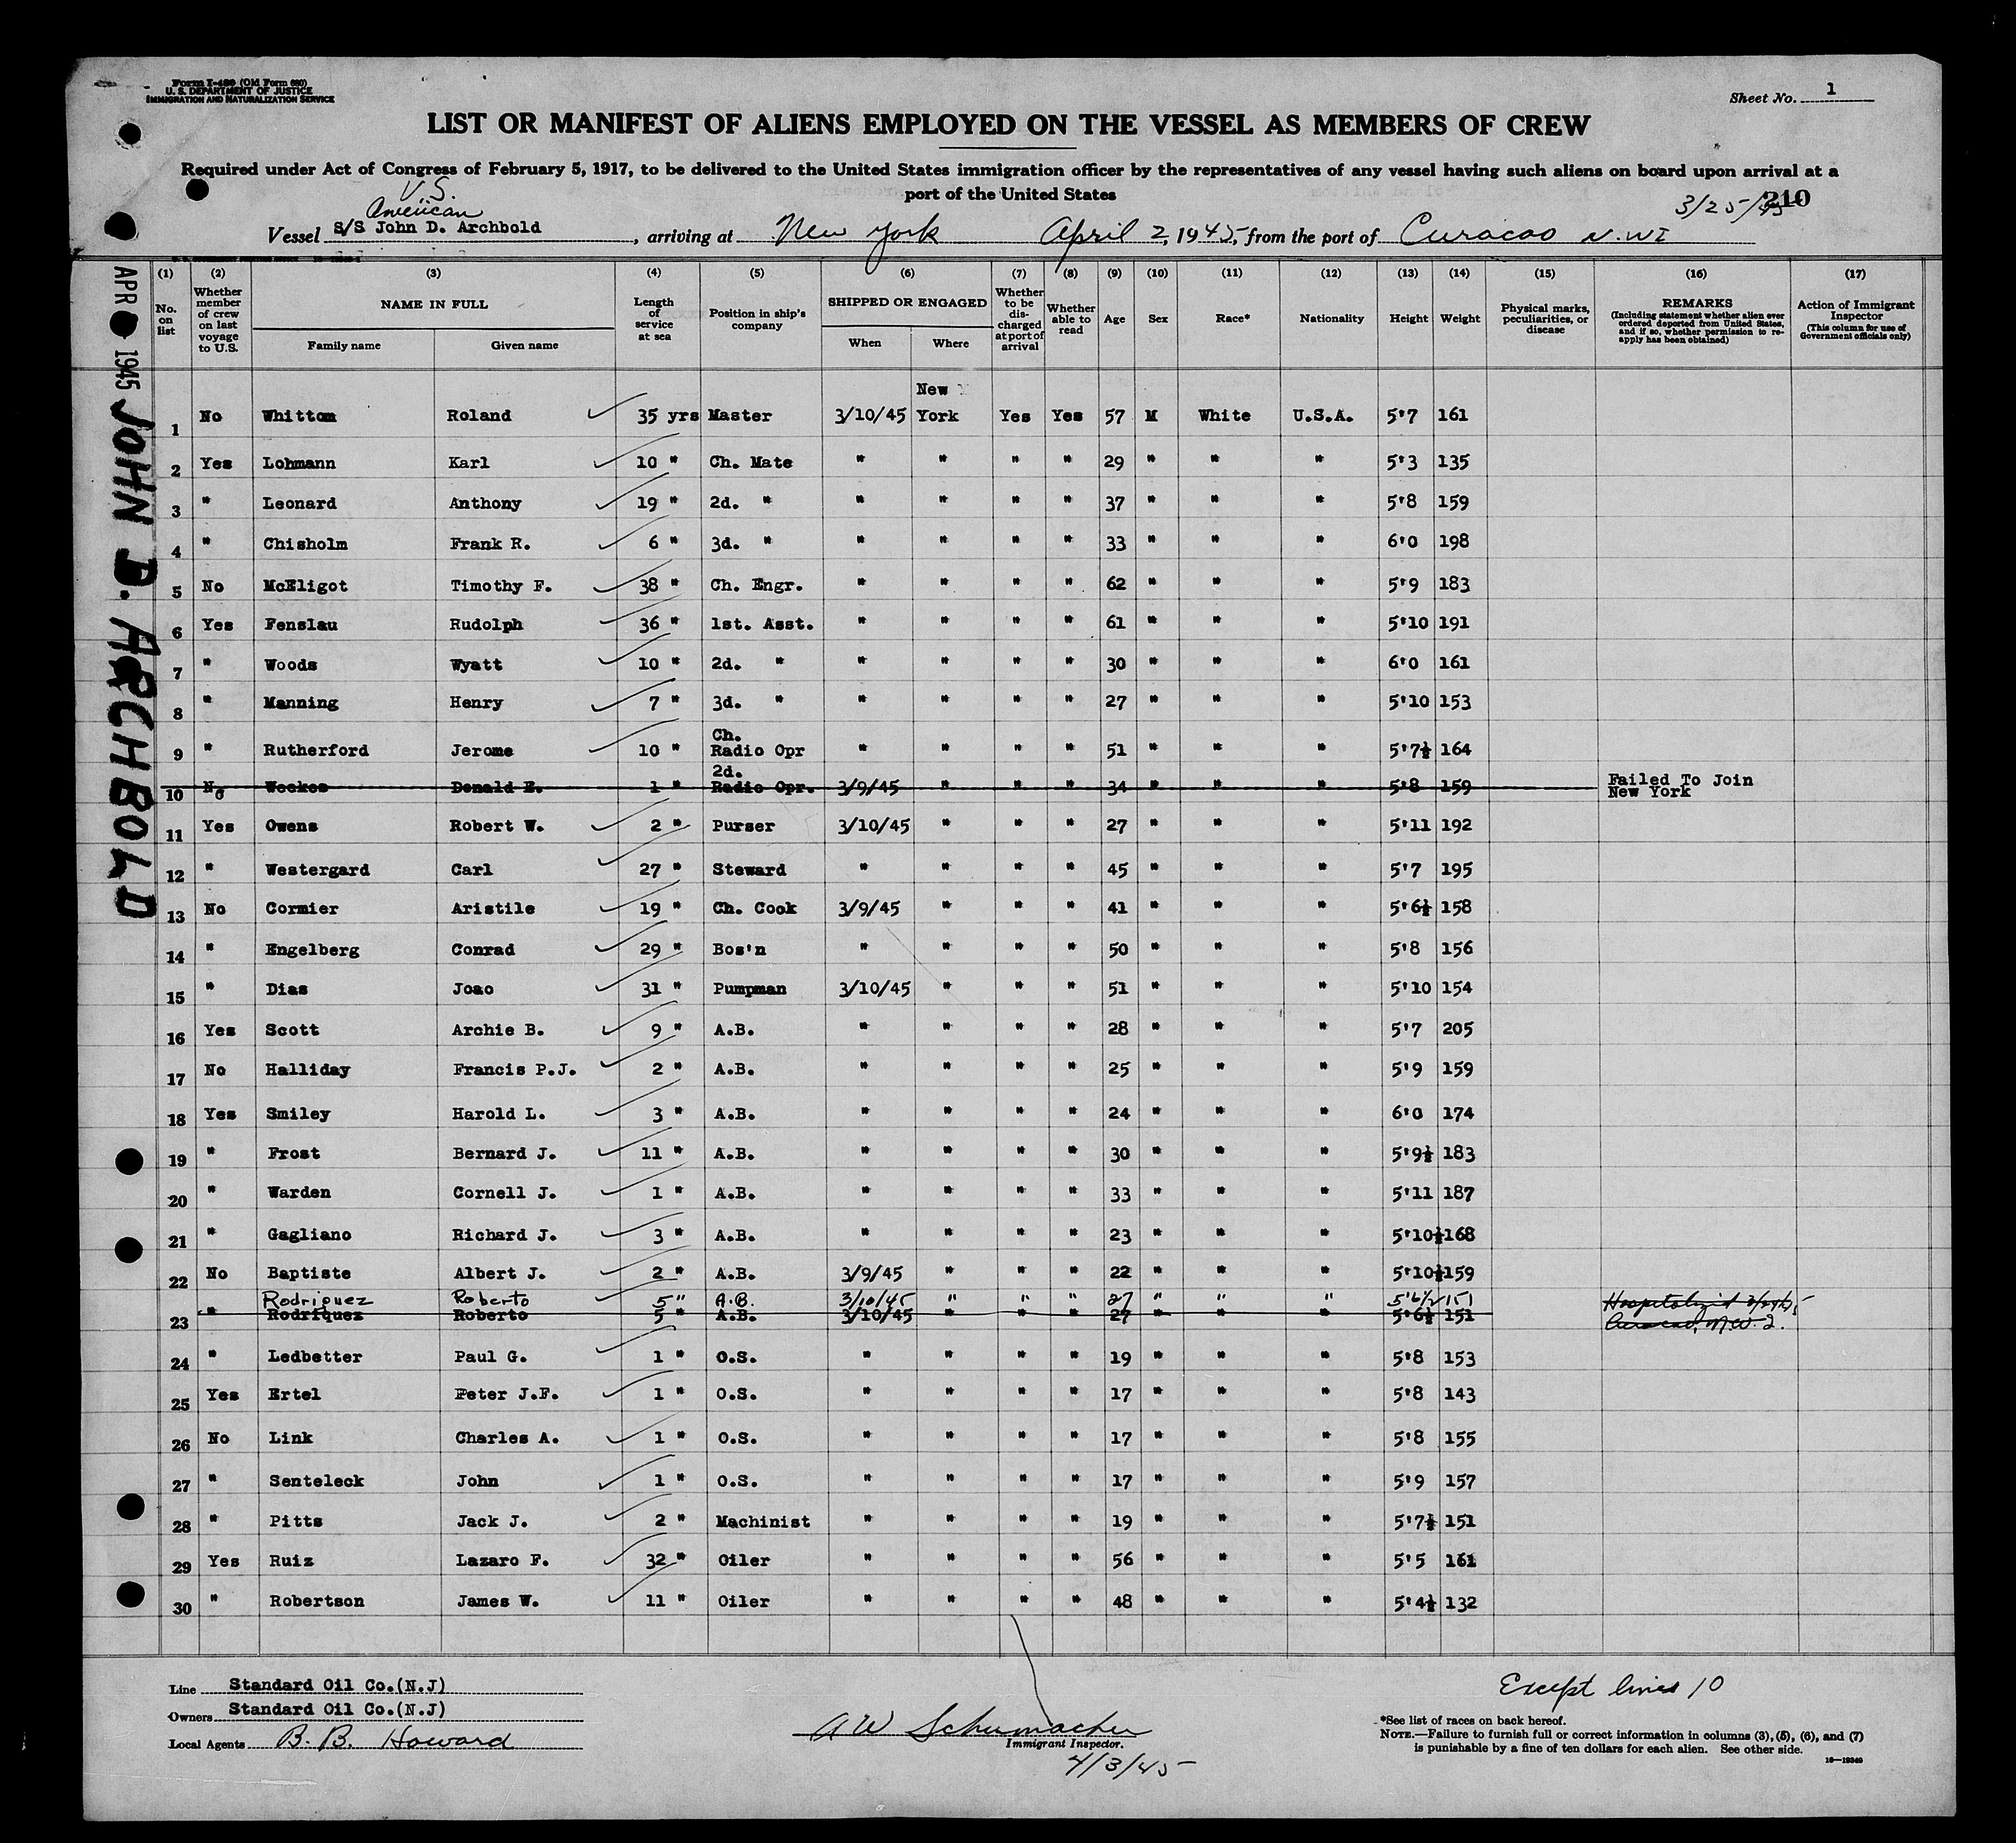 Form I-489 (Old Form 680)
U. S. DEPARTMENT OF JUSTICE
IMMIGRATION AND NATURALIZATION SERVICE
Sheet No. 1
LIST OR MANIFEST OF ALIENS EMPLOYED ON THE VESSEL AS MEMBERS OF CREW
Required under Act of Congress of February 5, 1917, to be delivered to the United States immigration officer by the representatives of any vessel having such aliens on board upon arrival at a
port of the United States
V.S.
American
3/25/45 210
Vessel S/S John D. Archbold, arriving at New York April 2, 1945, from the port of Curacao N.W.I
APR 1945 JOHN D. ARCHBOLD
(1) (2) (3) (4) (5) (6) (7) (8) (9) (10) (11) (12) (13) (14) (15) (16) (17)
No. on list
Whether member of crew on last voyage to U.S.
NAME IN FULL
Family name Given name
Length of service at sea
Position in ship's company
SHIPPED OR ENGAGED
When Where
Whether to be discharged at port of arrival
Whether able to read
Age
Sex
Race*
Nationality
Height
Weight
Physical marks, peculiarities, or disease
REMARKS
(Including statement whether alien ever ordered deported from United States, and if so, whether permission to reapply has been obtained)
Action of Immigrant Inspector
(This column for use of Government officials only)
1 No Whittom Roland 35 yrs Master 3/10/45 New York Yes Yes 57 M White U.S.A. 5'7 161
2 Yes Lohmann Karl 10 " Ch. Mate " " " " 29 " " " 5'3 135
3 " Leonard Anthony 19 " 2d. " " " " " 37 " " " 5'8 159
4 " Chisholm Frank R. 6 " 3d. " " " " " 33 " " " 6'0 198
5 No McEligot Timothy F. 38 " Ch. Engr. " " " " 62 " " " 5'9 183
6 Yes Fenslau Rudolph 36 " 1st. Asst. " " " " 61 " " " 5'10 191
7 " Woods Wyatt 10 " 2d. " " " " " 30 " " " 6'0 161
8 " Manning Henry 7 " 3d. " " " " " 27 " " " 5'10 153
9 " Rutherford Jerome 10 " Ch. Radio Opr " " " " 51 " " " 5'7½ 164
10 No Weekes Donald E. 1 " 2d. Radio Opr. 3/9/45 " " " 34 " " " 5'8 159 Failed To Join New York
11 Yes Owens Robert W. 2 " Purser 3/10/45 " " " 27 " " " 5'11 192
12 " Westergard Carl 27 " Steward " " " " 45 " " " 5'7 195
13 No Cormier Aristile 19 " Ch. Cook 3/9/45 " " " 41 " " " 5'6½ 158
14 " Engelberg Conrad 29 " Bos'n " " " " 50 " " " 5'8 156
15 " Dias Joao 31 " Pumpman 3/10/45 " " " 51 " " " 5'10 154
16 Yes Scott Archie B. 9 " A.B. " " " " 28 " " " 5'7 205
17 No Halliday Francis P.J. 2 " A.B. " " " " 25 " " " 5'9 159
18 Yes Smiley Harold L. 3 " A.B. " " " " 24 " " " 6'0 174
19 " Frost Bernard J. 11 " A.B. " " " " 30 " " " 5'9½ 183
20 " Warden Cornell J. 1 " A.B. " " " " 33 " " " 5'11 187
21 " Gagliano Richard J. 3 " A.B. " " " " 23 " " " 5'10½ 168
22 No Baptiste Albert J. 2 " A.B. 3/9/45 " " " 22 " " " 5'10½ 159
Rodriguez Roberto 5 " A.B. 3/10/45 " " " 27 " " " 5'6½ 151
23 " Rodriquez Roberto 5 " A.B. 3/10/45 " " " 27 " " " 5'6½ 151 Hospitalized Curacao, N.W.I.
24 " Ledbetter Paul G. 1 " O.S. " " " " 19 " " " 5'8 153
25 Yes Ertel Peter J.F. 1 " O.S. " " " " 17 " " " 5'8 143
26 No Link Charles A. 1 " O.S. " " " " 17 " " " 5'8 155
27 " Senteleck John 1 " O.S. " " " " 17 " " " 5'9 157
28 " Pitts Jack J. 2 " Machinist " " " " 19 " " " 5'7½ 151
29 Yes Ruiz Lazaro F. 32 " Oiler " " " " 56 " " " 5'5 161
30 " Robertson James W. 11 " Oiler " " " " 48 " " " 5'4½ 132
Line Standard Oil Co.(N.J)
Owners Standard Oil Co.(N.J)
Local Agents B. B. Howard
A W Schumacher
Immigrant Inspector.
4/3/45
Except lines 10
*See list of races on back hereof.
NOTE.—Failure to furnish full or correct information in columns (3), (5), (6), and (7)
is punishable by a fine of ten dollars for each alien. See other side.
16—19349